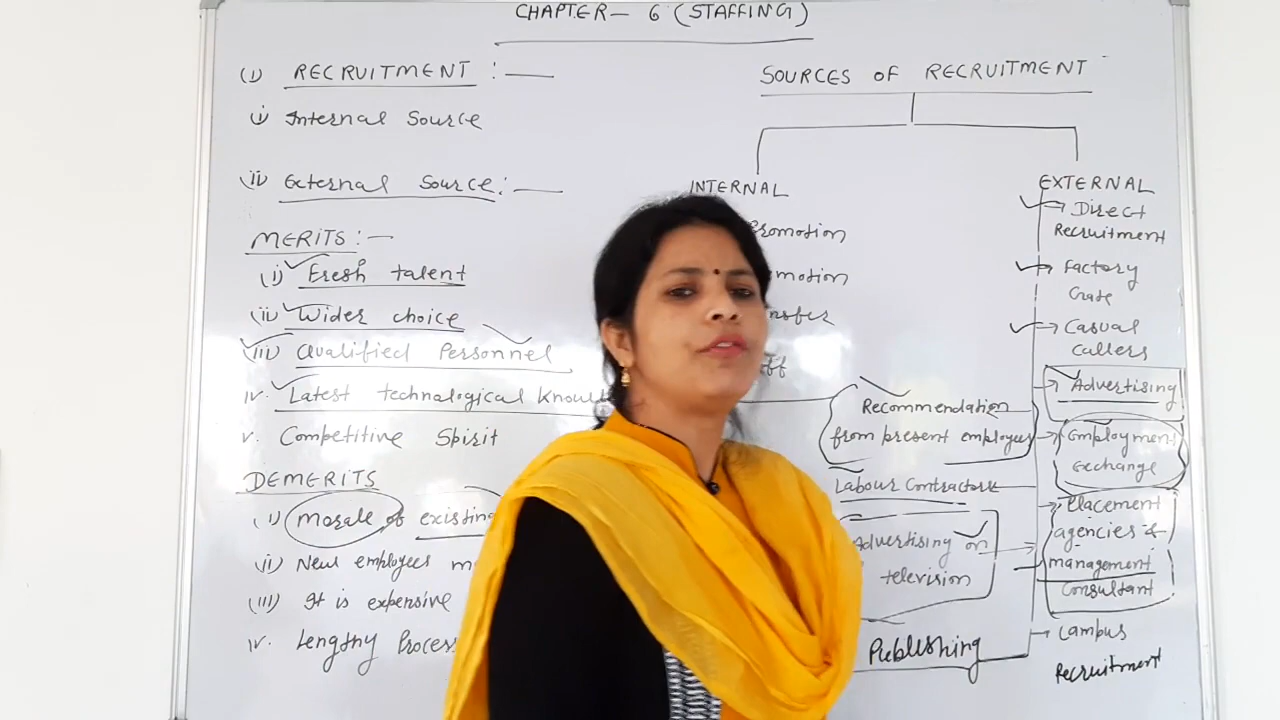 CHAPTER - 6 (STAFFING)
(i) RECRUITMENT : —
(i) Internal Source
(ii) External Source : —
MERITS : —
(i) Fresh talent
(ii) Wider choice
(iii) Qualified Personnel
iv. Latest technological
v. Competitive Spirit
DEMERITS
(i) Morale of existing
(ii) New employees
(iii) It is expensive
iv. Lengthy Process
SOURCES OF RECRUITMENT
INTERNAL
Promotion
EXTERNAL
Direct
Recruitment
Factory
Casual
Callers
Advertising
Employment
Exchange
Placement
agencies &
management
Consultant
Campus
Recruitment
Recommendation
from present employees
Labour Contractors
Advertising on
television
Publishing